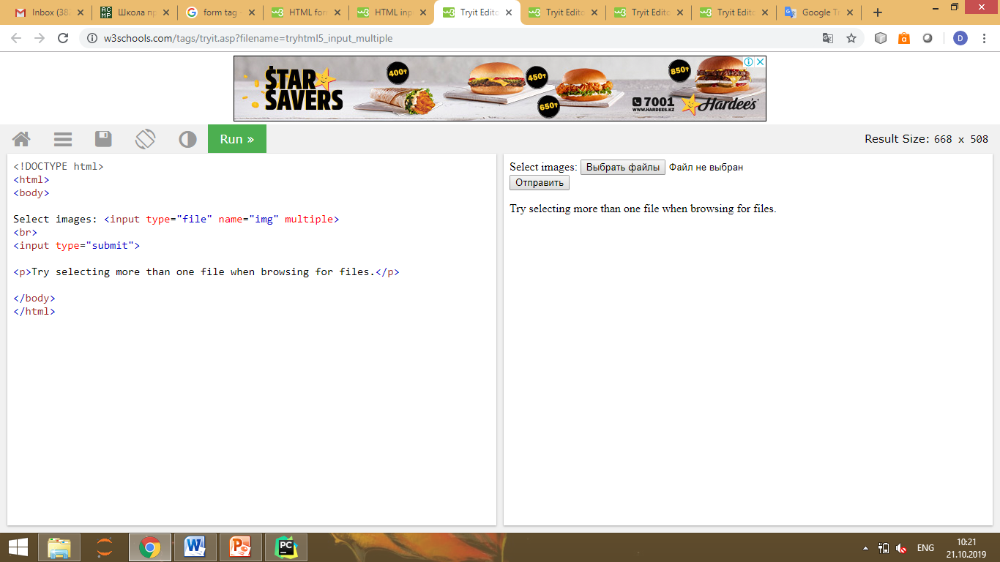 Inbox (38
Школа пр
form tag -
HTML for
HTML inp
Tryit Edito
Tryit Edito
Tryit Edito
Tryit Edito
Google Tr
w3schools.com/tags/tryit.asp?filename=tryhtml5_input_multiple
D
$TAR
SAVERS
400₸
450₸
650₸
850₸
7001
WWW.HARDEES.KZ
Hardee's
Run »
Result Size: 668 x 508
<!DOCTYPE html>
<html>
<body>
Select images: <input type="file" name="img" multiple>
<br>
<input type="submit">
<p>Try selecting more than one file when browsing for files.</p>
</body>
</html>
Select images: Выбрать файлы Файл не выбран
Отправить
Try selecting more than one file when browsing for files.
ENG
10:21
21.10.2019